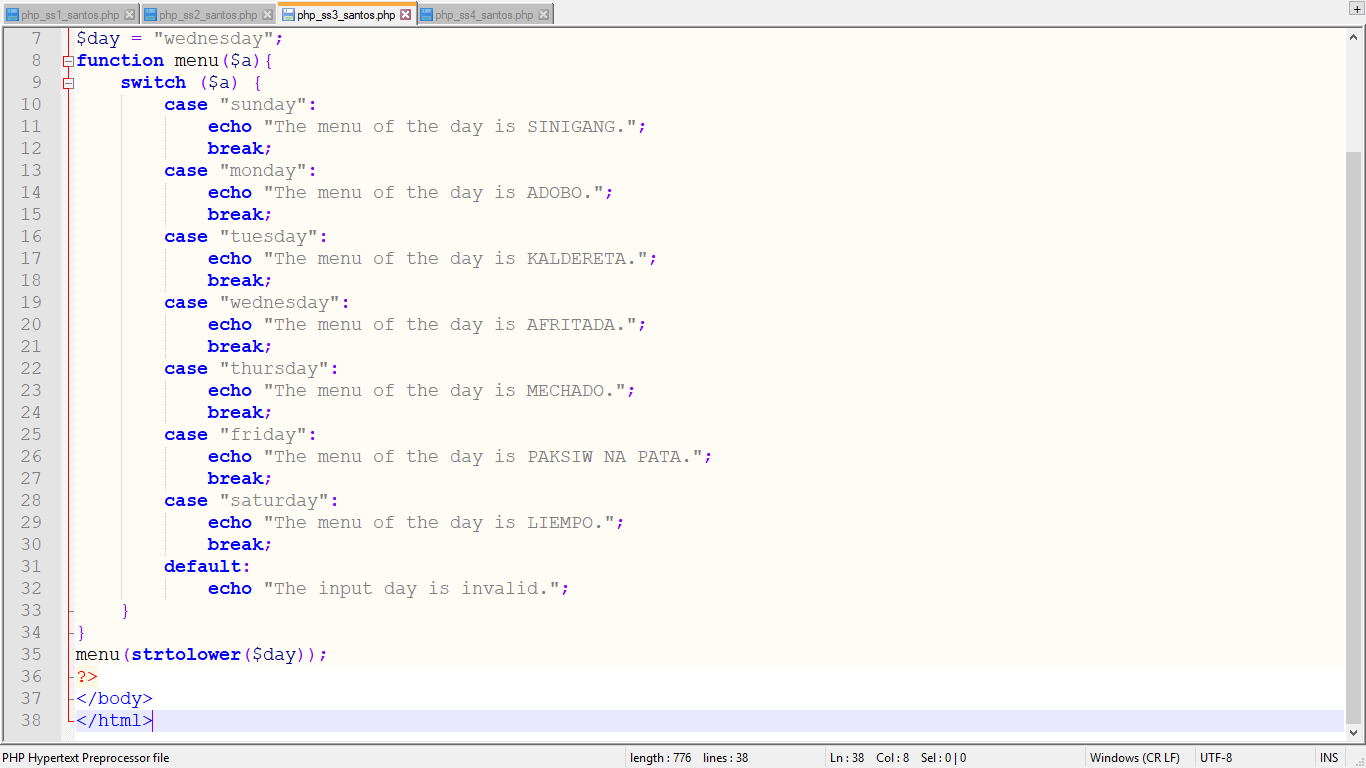 php_ss1_santos.php php_ss2_santos.php php_ss3_santos.php php_ss4_santos.php
7 $day = "wednesday";
8 function menu($a){
9 switch ($a) {
10 case "sunday":
11 echo "The menu of the day is SINIGANG.";
12 break;
13 case "monday":
14 echo "The menu of the day is ADOBO.";
15 break;
16 case "tuesday":
17 echo "The menu of the day is KALDERETA.";
18 break;
19 case "wednesday":
20 echo "The menu of the day is AFRITADA.";
21 break;
22 case "thursday":
23 echo "The menu of the day is MECHADO.";
24 break;
25 case "friday":
26 echo "The menu of the day is PAKSIW NA PATA.";
27 break;
28 case "saturday":
29 echo "The menu of the day is LIEMPO.";
30 break;
31 default:
32 echo "The input day is invalid.";
33 }
34 }
35 menu(strtolower($day));
36 ?>
37 </body>
38 </html>
PHP Hypertext Preprocessor file length : 776 lines : 38 Ln : 38 Col : 8 Sel : 0 | 0 Windows (CR LF) UTF-8 INS